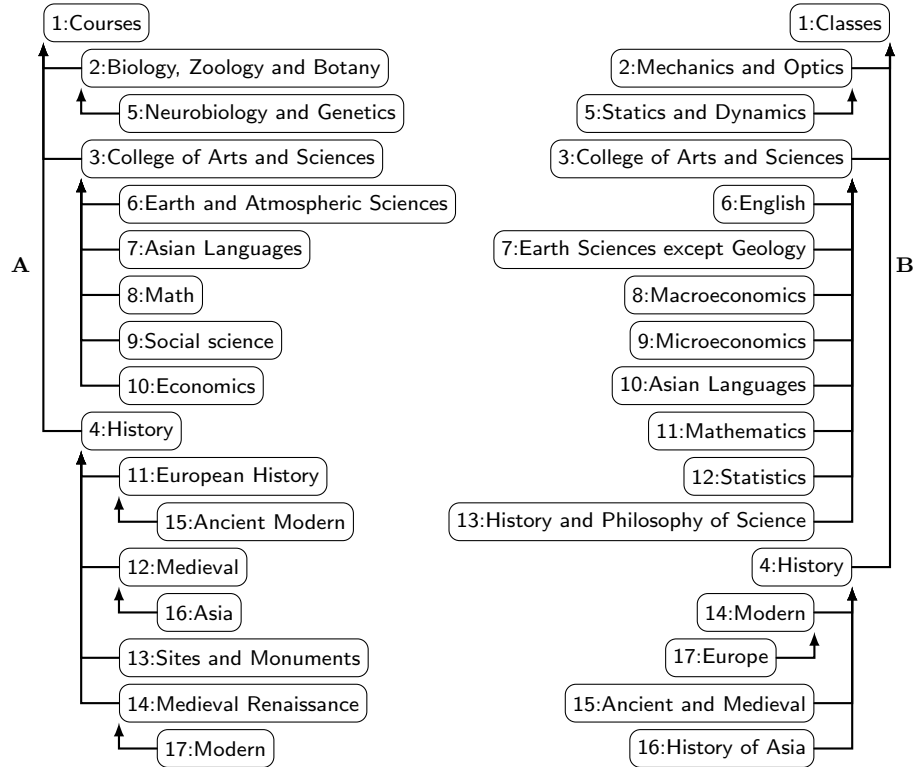 1:Courses
2:Biology, Zoology and Botany
5:Neurobiology and Genetics
3:College of Arts and Sciences
6:Earth and Atmospheric Sciences
7:Asian Languages
8:Math
9:Social science
10:Economics
4:History
11:European History
15:Ancient Modern
12:Medieval
16:Asia
13:Sites and Monuments
14:Medieval Renaissance
17:Modern
A
1:Classes
2:Mechanics and Optics
5:Statics and Dynamics
3:College of Arts and Sciences
6:English
7:Earth Sciences except Geology
8:Macroeconomics
9:Microeconomics
10:Asian Languages
11:Mathematics
12:Statistics
13:History and Philosophy of Science
4:History
14:Modern
17:Europe
15:Ancient and Medieval
16:History of Asia
B